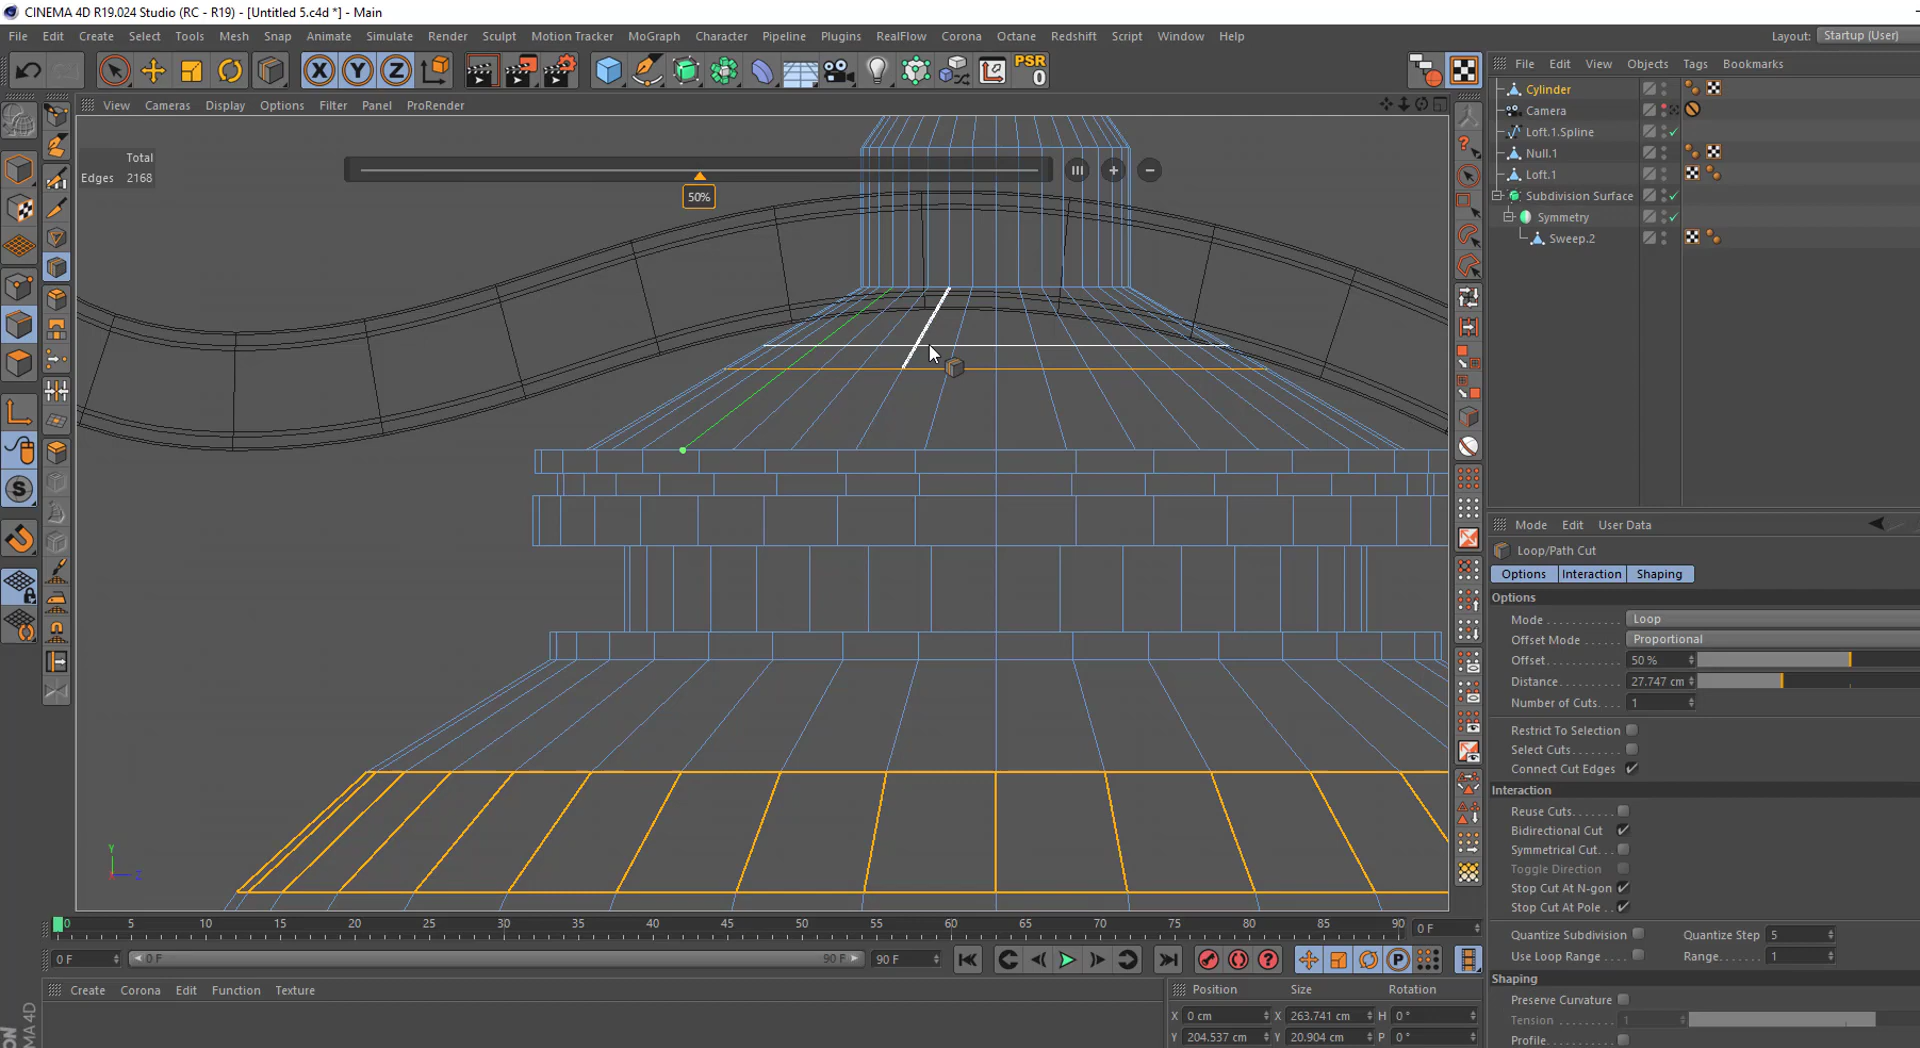 CINEMA 4D R19.024 Studio (RC - R19) - [Untitled 5.c4d *] - Main
File Edit Create Select Tools Mesh Snap Animate Simulate Render Sculpt Motion Tracker MoGraph Character Pipeline Plugins RealFlow Corona Octane Redshift Script Window Help Layout: Startup (User)
X Y Z PSR 0
View Cameras Display Options Filter Panel ProRender
Total
Edges 2168
50%
File Edit View Objects Tags Bookmarks
Cylinder
Camera
Loft.1.Spline
Null.1
Loft.1
Subdivision Surface
Symmetry
Sweep.2
Mode Edit User Data
Loop/Path Cut
Options Interaction Shaping
Options
Mode Loop
Offset Mode Proportional
Offset 50 %
Distance 27.747 cm
Number of Cuts 1
Restrict To Selection
Select Cuts
Connect Cut Edges
Interaction
Reuse Cuts
Bidirectional Cut
Symmetrical Cut
Toggle Direction
Stop Cut At N-gon
Stop Cut At Pole
Quantize Subdivision Quantize Step 5
Use Loop Range Range 1
Shaping
Preserve Curvature
Tension 1
Profile
Y
Z
0 5 10 15 20 25 30 35 40 45 50 55 60 65 70 75 80 85 90 0 F
0 F 0 F 90 F 90 F
Create Corona Edit Function Texture
Position Size Rotation
X 0 cm X 263.741 cm H 0 °
Y 204.537 cm Y 20.904 cm P 0 °